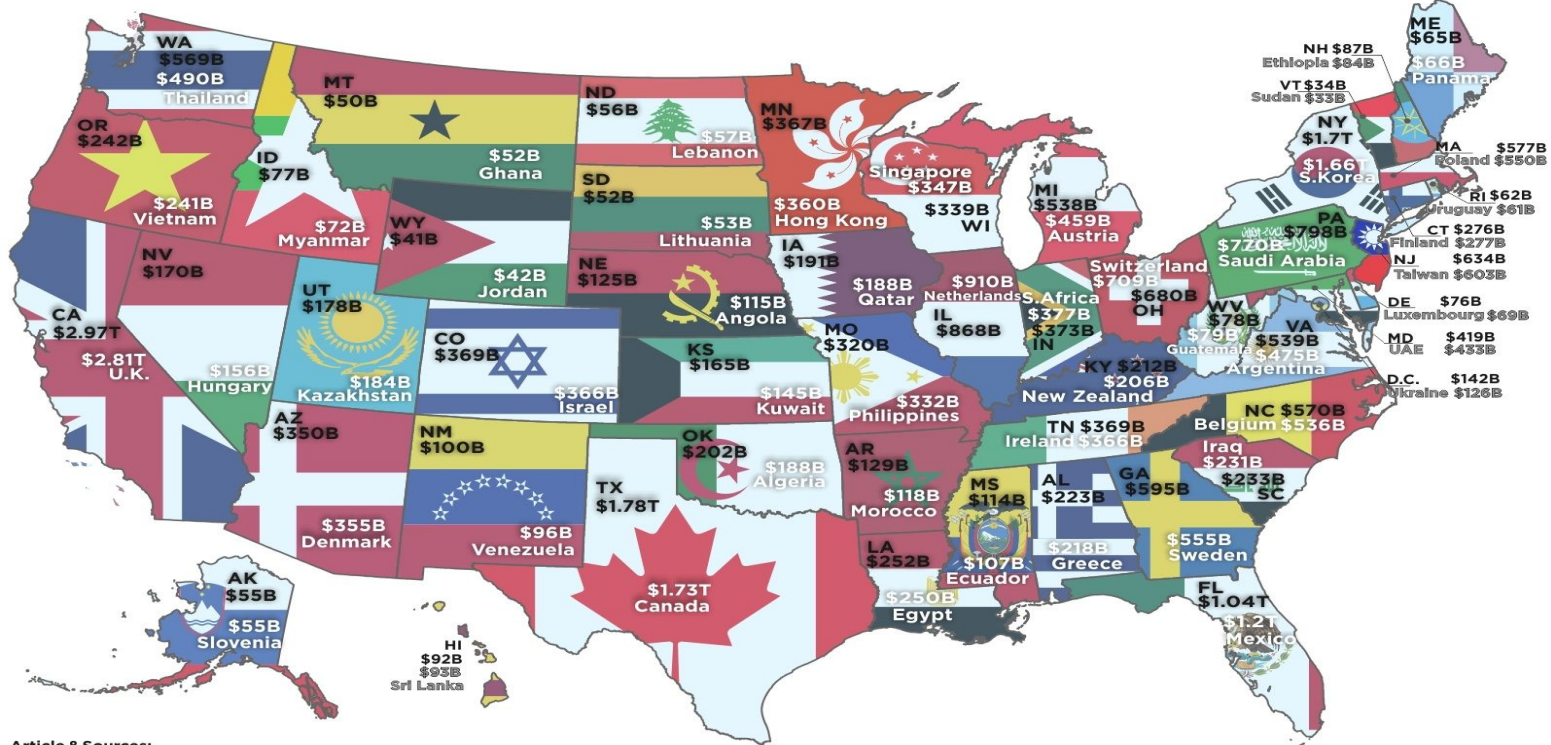 WA
$569B
$490B
Thailand
OR
$242B
$241B
Vietnam
ID
$77B
$72B
Myanmar
MT
$50B
$52B
Ghana
ND
$56B
$57B
Lebanon
SD
$52B
$53B
Lithuania
MN
$367B
$360B
Hong Kong
Singapore
$347B
$339B
WI
MI
$538B
$459B
Austria
WY
$41B
$42B
Jordan
NE
$125B
$115B
Angola
IA
$191B
$188B
Qatar
NV
$170B
$156B
Hungary
UT
$178B
$184B
Kazakhstan
CA
$2.97T
$2.81T
U.K.
CO
$369B
$366B
Israel
KS
$165B
$145B
Kuwait
MO
$320B
$332B
Philippines
$910B
Netherlands
IL
$868B
S.Africa
$377B
$373B
IN
Switzerland
$709B
$680B
OH
KY $212B
$206B
New Zealand
WV
$78B
$79B
Guatemala
VA
$539B
$475B
Argentina
PA
$798B
$770B
Saudi Arabia
NY
$1.7T
$1.66T
S.Korea
ME
$65B
$66B
Panama
NH $87B
Ethiopia $84B
VT $34B
Sudan $33B
MA $577B
Poland $550B
RI $62B
Uruguay $61B
CT $276B
Finland $277B
NJ $634B
Taiwan $603B
DE $76B
Luxembourg $69B
MD $419B
UAE $433B
D.C. $142B
Ukraine $126B
AZ
$350B
$355B
Denmark
NM
$100B
$96B
Venezuela
OK
$202B
$188B
Algeria
TX
$1.78T
$1.73T
Canada
AR
$129B
$118B
Morocco
LA
$252B
$250B
Egypt
MS
$114B
$107B
Ecuador
AL
$223B
$218B
Greece
TN $369B
Ireland $366B
NC $570B
Belgium $536B
Iraq
$231B
$233B
SC
GA
$595B
$555B
Sweden
FL
$1.04T
$1.2T
Mexico
AK
$55B
$55B
Slovenia
HI
$92B
$93B
Sri Lanka
Article & Sources: